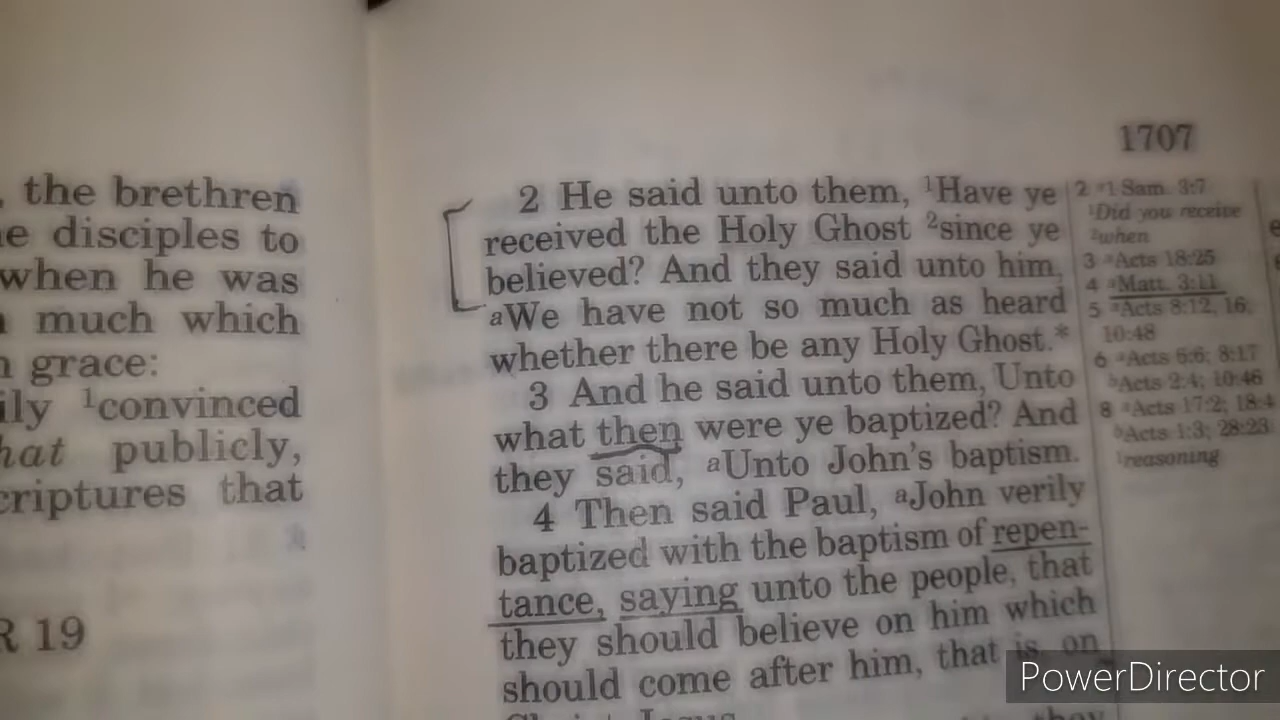 , the brethren
e disciples to
when he was
much which
grace:
ily ¹convinced
hat publicly,
criptures that
R 19
1707
2 He said unto them, ¹Have ye
received the Holy Ghost ²since ye
believed? And they said unto him,
aWe have not so much as heard
whether there be any Holy Ghost.*
3 And he said unto them, Unto
what then were ye baptized? And
they said, aUnto John's baptism.
4 Then said Paul, aJohn verily
baptized with the baptism of repen-
tance, saying unto the people, that
they should believe on him which
should come after him, that is, on
Christ Jesus.
2 a1 Sam. 3:7
¹Did you receive
²when
3 aActs 18:25
4 aMatt. 3:11
5 aActs 8:12, 16;
10:48
6 aActs 6:6; 8:17
bActs 2:4; 10:46
8 aActs 17:2; 18:4
bActs 1:3; 28:23
¹reasoning
PowerDirector